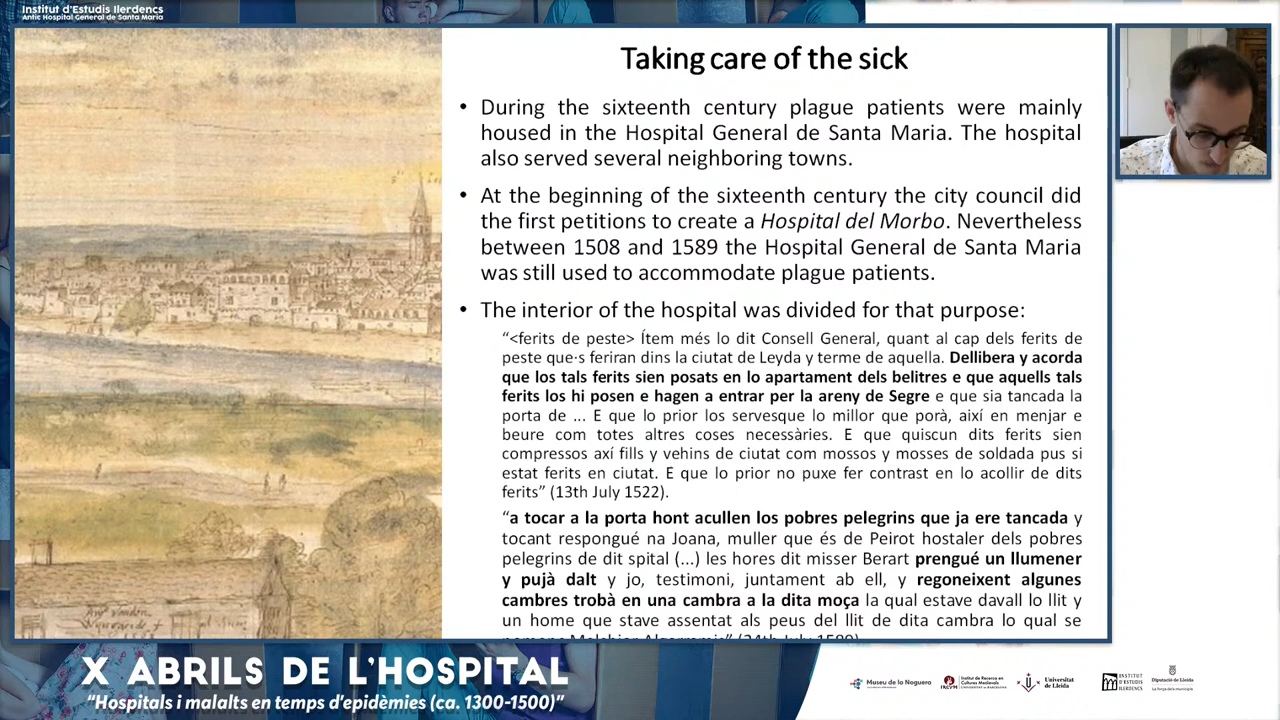 Institut d'Estudis Ilerdencs
Antic Hospital General de Santa Maria
Taking care of the sick
• During the sixteenth century plague patients were mainly
housed in the Hospital General de Santa Maria. The hospital
also served several neighboring towns.
• At the beginning of the sixteenth century the city council did
the first petitions to create a Hospital del Morbo. Nevertheless
between 1508 and 1589 the Hospital General de Santa Maria
was still used to accommodate plague patients.
• The interior of the hospital was divided for that purpose:
“<ferits de peste> Ítem més lo dit Consell General, quant al cap dels ferits de
peste que·s feriran dins la ciutat de Leyda y terme de aquella. Dellibera y acorda
que los tals ferits sien posats en lo apartament dels belitres e que aquells tals
ferits los hi posen e hagen a entrar per la areny de Segre e que sia tancada la
porta de ... E que lo prior los servesque lo millor que porà, així en menjar e
beure com totes altres coses necessàries. E que quiscun dits ferits sien
compressos axí fills y vehins de ciutat com mossos y mosses de soldada pus si
estat ferits en ciutat. E que lo prior no puxe fer contrast en lo acollir de dits
ferits” (13th July 1522).
“a tocar a la porta hont acullen los pobres pelegrins que ja ere tancada y
tocant respongué na Joana, muller que és de Peirot hostaler dels pobres
pelegrins de dit spital (...) les hores dit misser Berart prengué un llumener
y pujà dalt y jo, testimoni, juntament ab ell, y regoneixent algunes
cambres trobà en una cambra a la dita moça la qual estave davall lo llit y
un home que stave assentat als peus del llit de dita cambra lo qual se
X ABRILS DE L'HOSPITAL
“Hospitals i malalts en temps d'epidèmies (ca. 1300-1500)”
Museu de la Noguera
Institut de Recerca en
Cultures Medievals
Universitat
de Lleida
INSTITUT
D'ESTUDIS
ILERDENCS
Diputació de Lleida